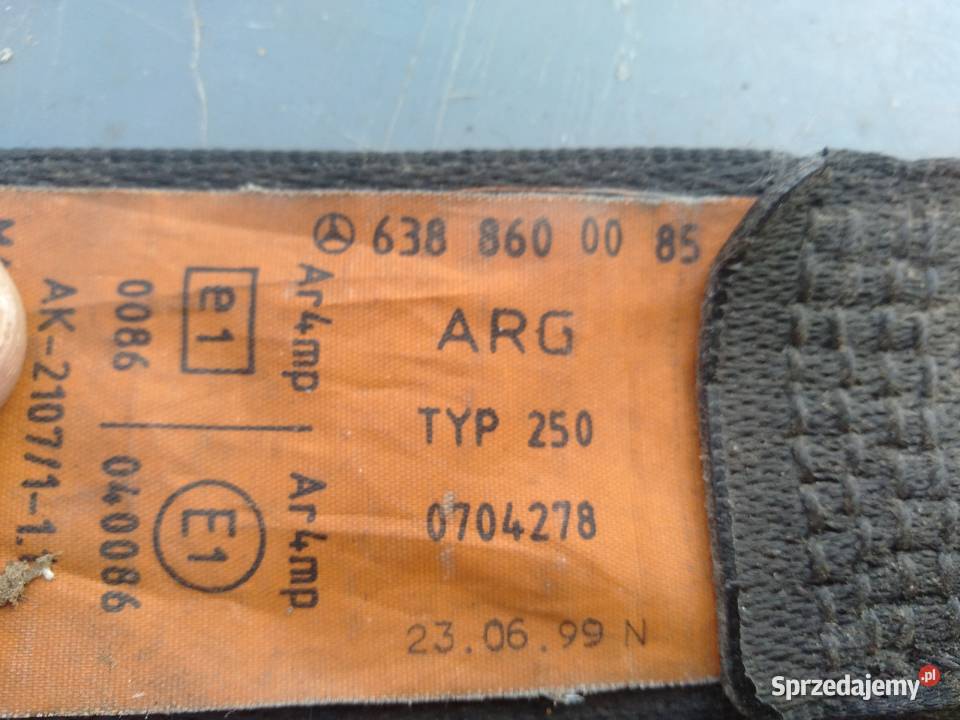 638 860 00 85
ARG
TYP 250
0704278
23.06.99 N
Ar4mp
e1
0086
Ar4mp
E1
040086
AK-2107/1-1.
Sprzedajemy.pl